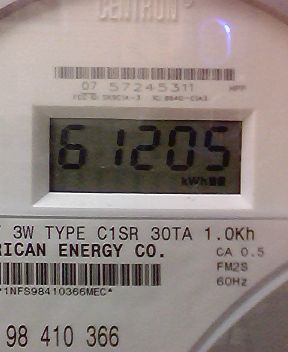 CENTRON®
07 57245311
61205
kWh
3W TYPE C1SR 30TA 1.0Kh
RICAN ENERGY CO.
CA 0.5
FM2S
60Hz
*1NFS98410366MEC*
98 410 366